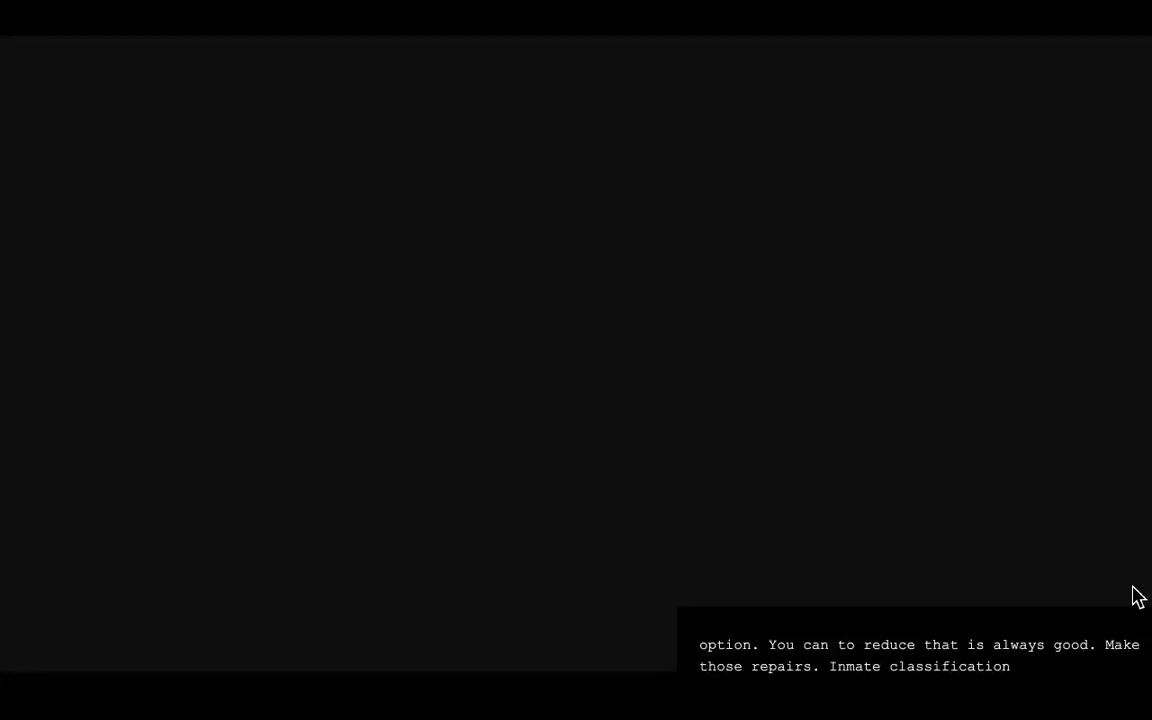 option. You can to reduce that is always good. Make
those repairs. Inmate classification